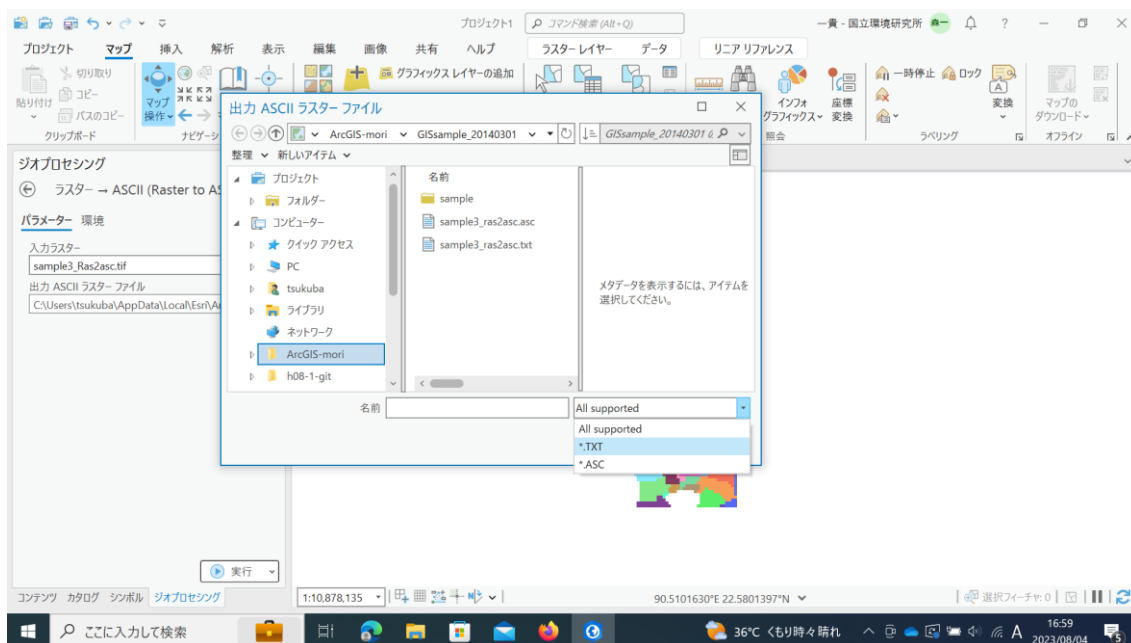 プロジェクト1
コマンド検索 (Alt+Q)
一貴 - 国立環境研究所
森一
?
プロジェクト マップ 挿入 解析 表示 編集 画像 共有 ヘルプ ラスター レイヤー データ リニア リファレンス
貼り付け
切り取り
コピー
パスのコピー
クリップボード
マップ操作
ナビゲーシ
グラフィックス レイヤーの追加
インフォグラフィックス
座標変換
照会
一時停止
ロック
変換
ラベリング
マップのダウンロード
オフライン
ジオプロセシング
ラスター → ASCII (Raster to AS
パラメーター 環境
入力ラスター
sample3_Ras2asc.tif
出力 ASCII ラスター ファイル
C:\Users\tsukuba\AppData\Local\Esri\A
実行
出力 ASCII ラスター ファイル
ArcGIS-mori GISsample_20140301
GISsample_20140301
整理 新しいアイテム
プロジェクト
フォルダー
コンピューター
クイック アクセス
PC
tsukuba
ライブラリ
ネットワーク
ArcGIS-mori
h08-1-git
名前
sample
sample3_ras2asc.asc
sample3_ras2asc.txt
メタデータを表示するには、アイテムを
選択してください。
名前
All supported
All supported
*.TXT
*.ASC
コンテンツ カタログ シンボル ジオプロセシング
1:10,878,135
90.5101630°E 22.5801397°N
選択フィーチャ: 0
ここに入力して検索
36°C くもり時々晴れ
A
16:59
2023/08/04
5